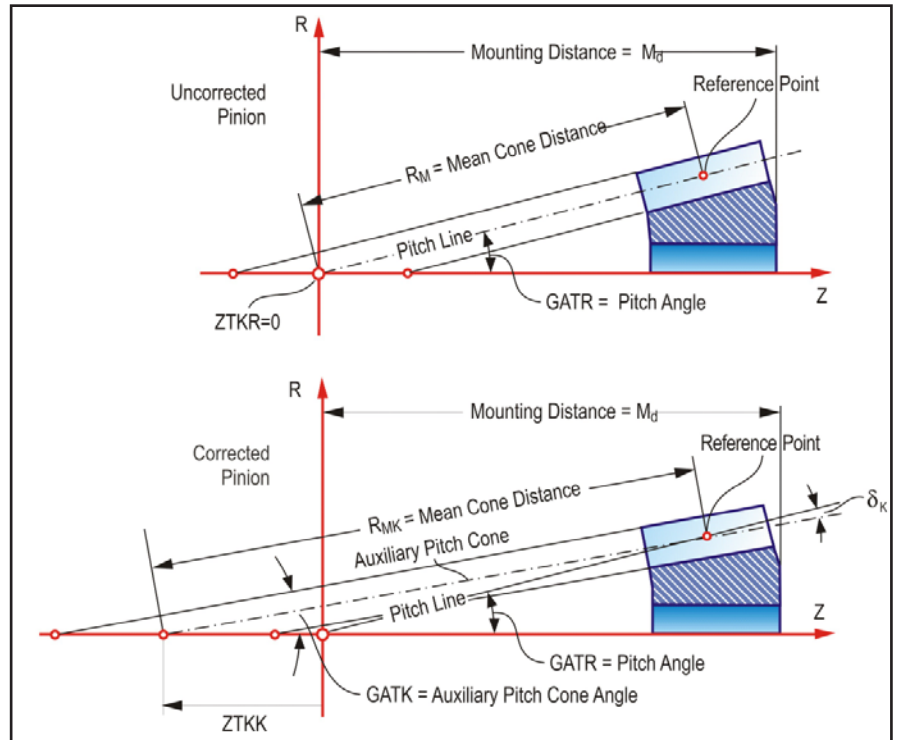 R
Mounting Distance = Md
Uncorrected
Pinion
Reference Point
RM = Mean Cone Distance
Pitch Line
Z
GATR = Pitch Angle
ZTKR=0
R
Mounting Distance = Md
Corrected
Pinion
Reference Point
δK
RMK = Mean Cone Distance
Auxiliary Pitch Cone
Pitch Line
Z
GATR = Pitch Angle
GATK = Auxiliary Pitch Cone Angle
ZTKK